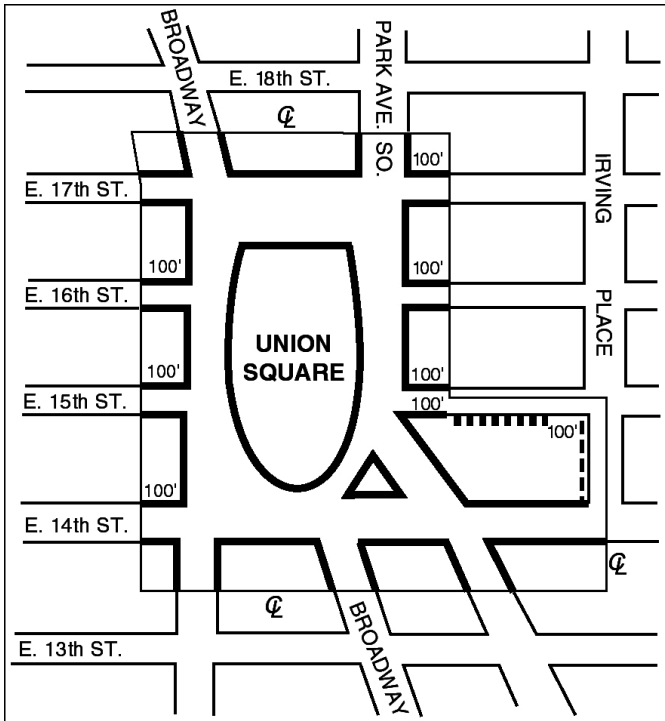 BROADWAY
PARK AVE. SO.
E. 18th ST.
℄
100'
IRVING
E. 17th ST.
100'
100'
E. 16th ST.
PLACE
UNION
SQUARE
100'
100'
E. 15th ST.
100'
100'
100'
E. 14th ST.
℄
℄
BROADWAY
E. 13th ST.